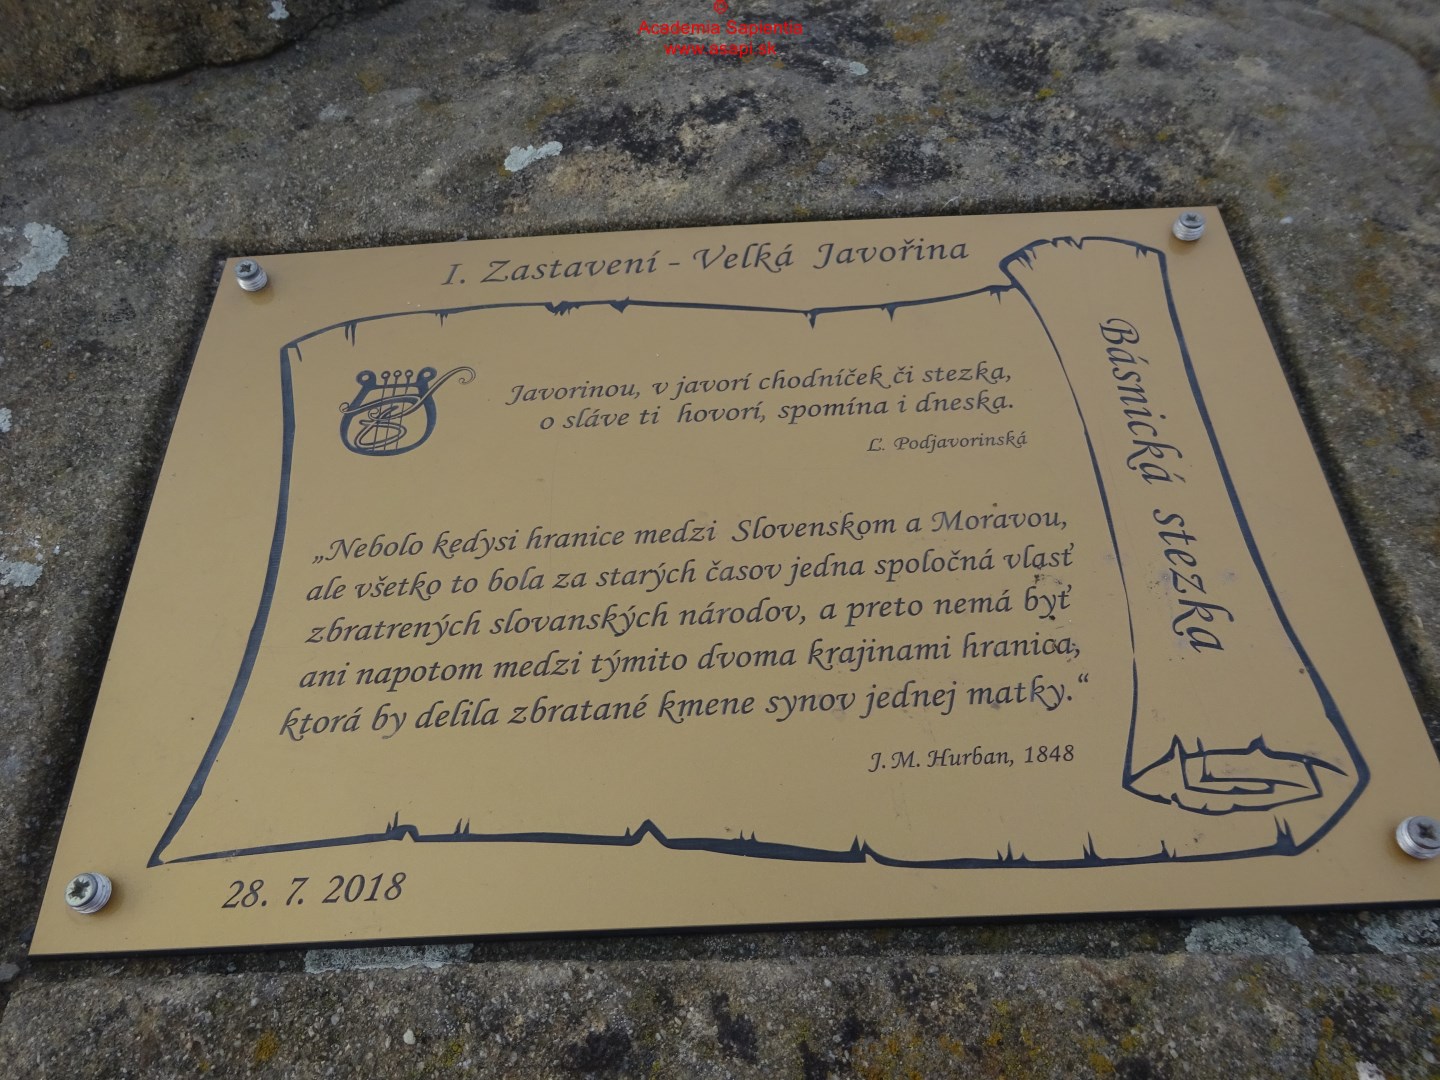 ©
Academia Sapientia
www.asapi.sk
I. Zastavení - Velká Javořina
Javorinou, v javorí chodníček či stezka,
o sláve ti hovorí, spomína i dneska.
Ľ. Podjavorinská
„Nebolo kedysi hranice medzi Slovenskom a Moravou,
ale všetko to bola za starých časov jedna spoločná vlasť
zbratrených slovanských národov, a preto nemá byť
ani napotom medzi týmito dvoma krajinami hranica,
ktorá by delila zbratané kmene synov jednej matky.“
J. M. Hurban, 1848
Básnická stezka
28. 7. 2018